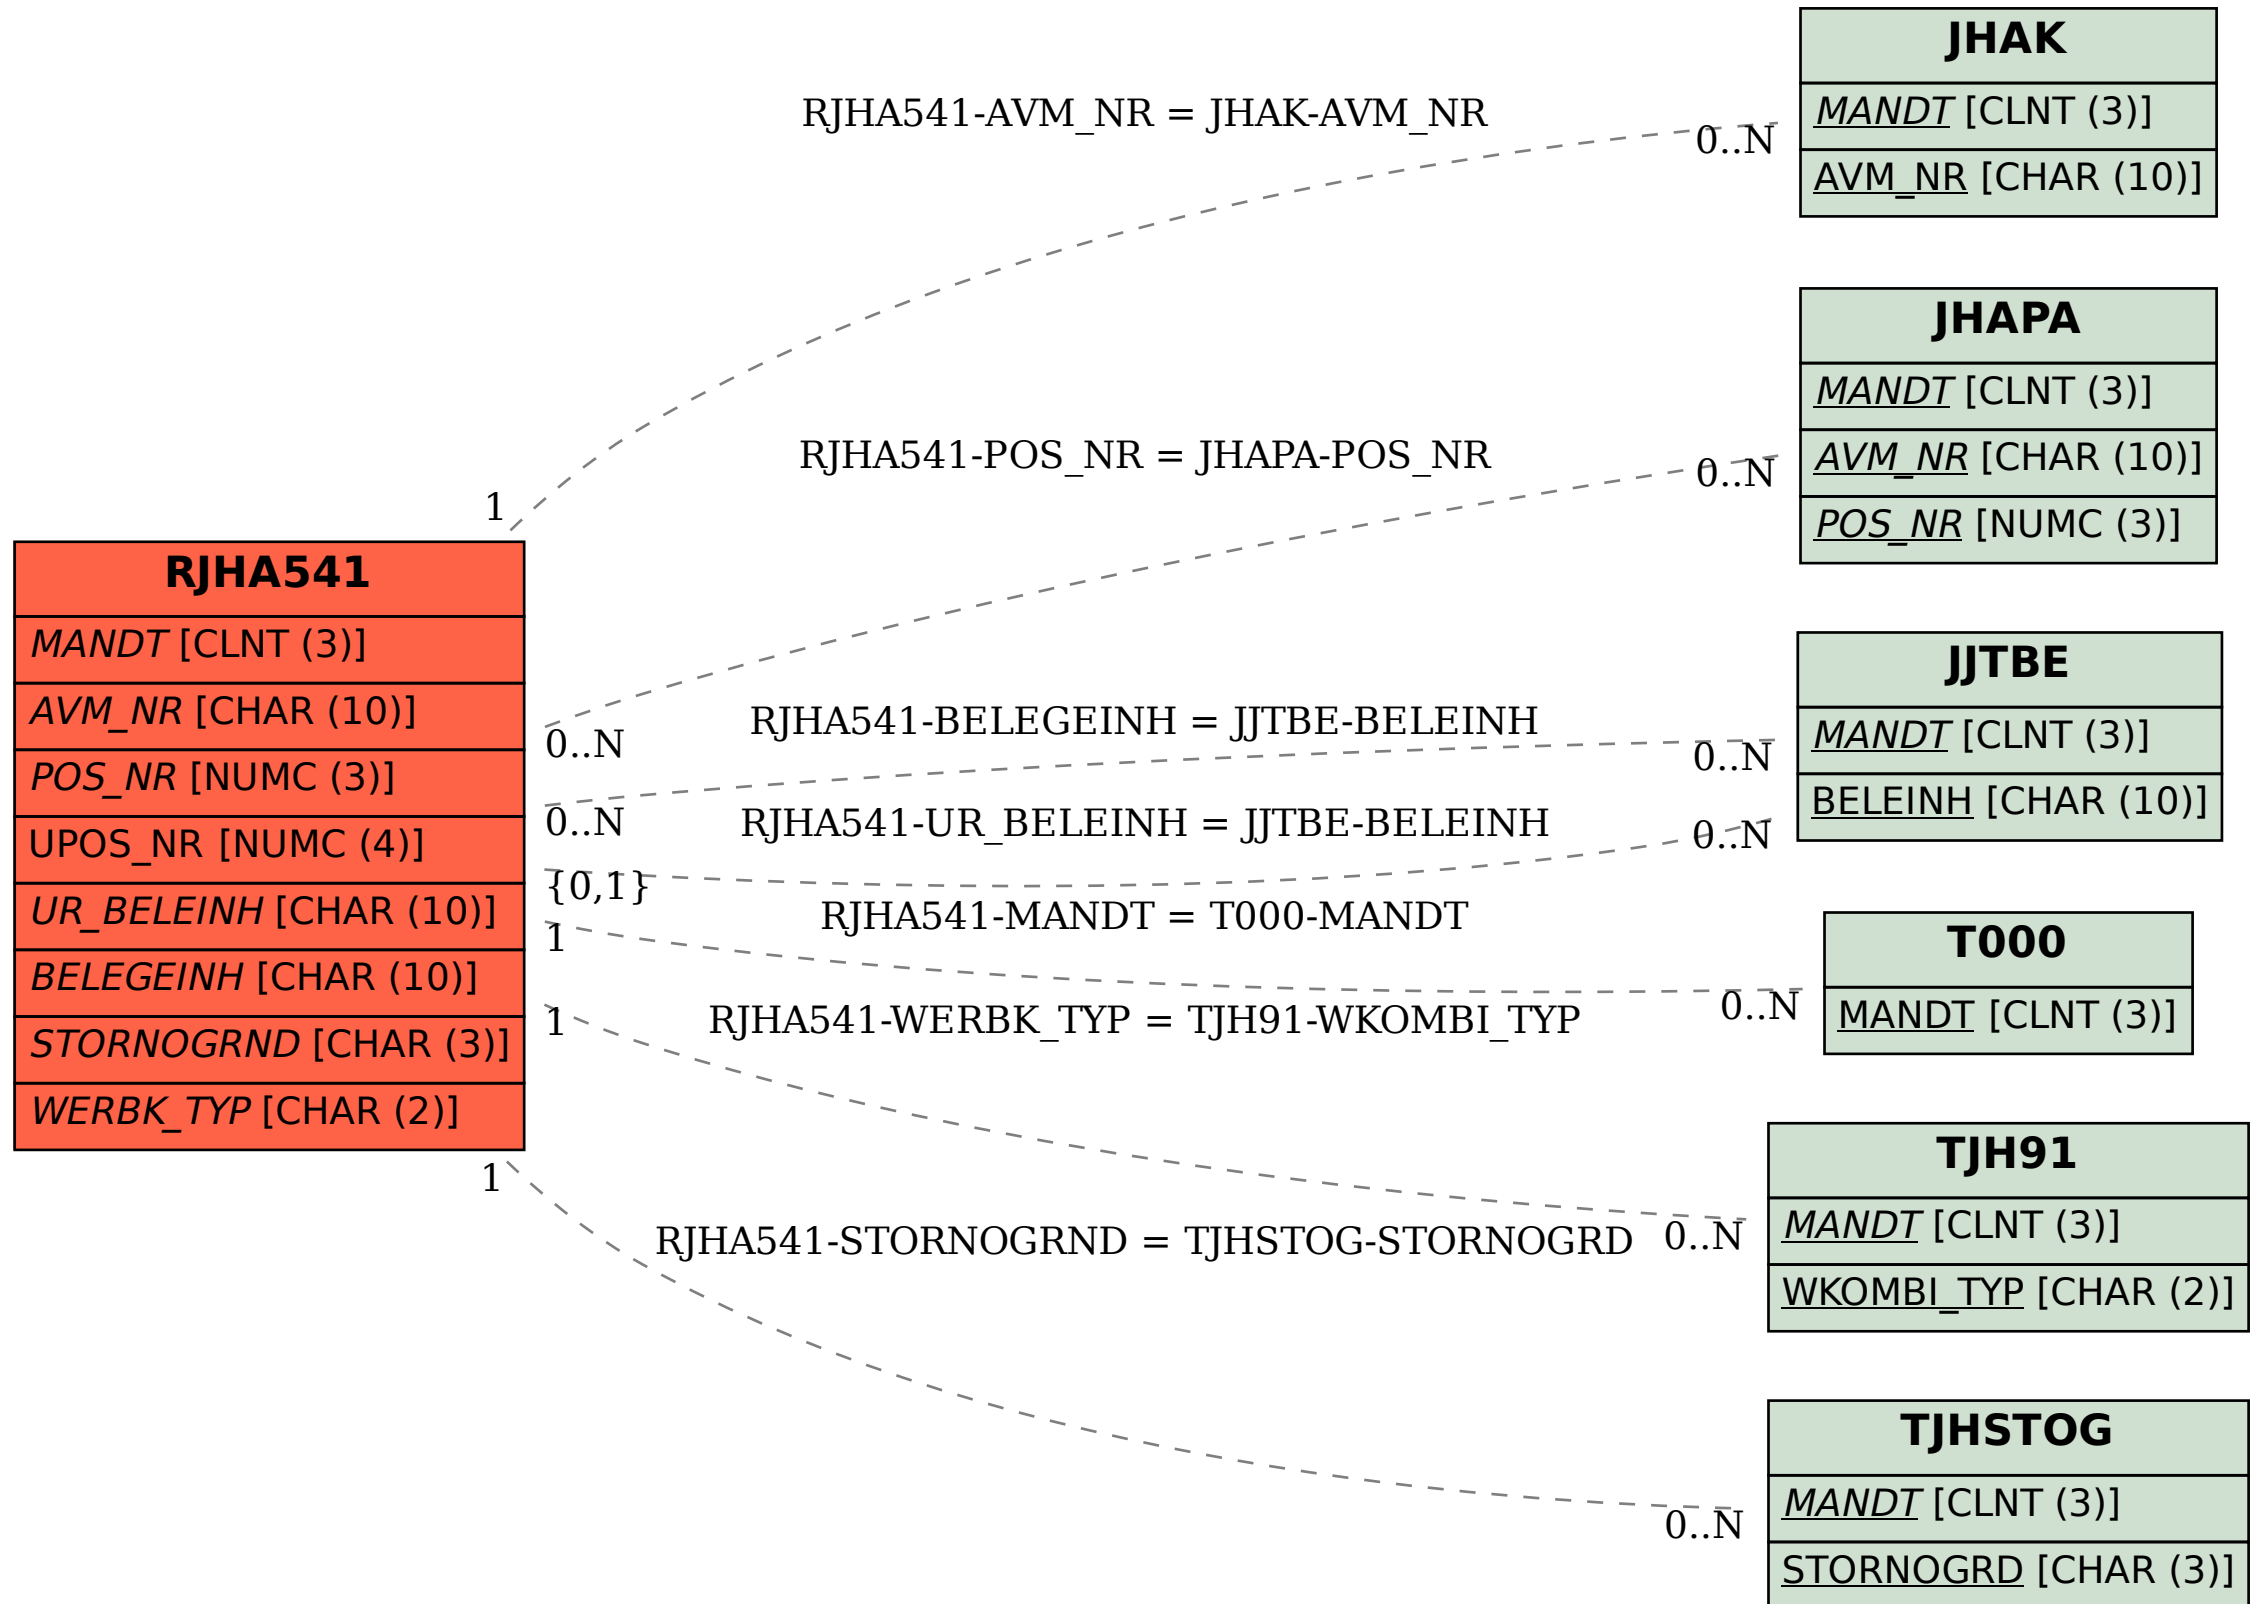 RJHA541
MANDT [CLNT (3)]
AVM_NR [CHAR (10)]
POS_NR [NUMC (3)]
UPOS_NR [NUMC (4)]
UR_BELEINH [CHAR (10)]
BELEGEINH [CHAR (10)]
STORNOGRND [CHAR (3)]
WERBK_TYP [CHAR (2)]
RJHA541-AVM_NR = JHAK-AVM_NR
1
0..N
RJHA541-POS_NR = JHAPA-POS_NR
0..N
0..N
RJHA541-BELEGEINH = JJTBE-BELEINH
0..N
0..N
RJHA541-UR_BELEINH = JJTBE-BELEINH
{0,1}
0..N
RJHA541-MANDT = T000-MANDT
1
0..N
RJHA541-WERBK_TYP = TJH91-WKOMBI_TYP
1
0..N
RJHA541-STORNOGRND = TJHSTOG-STORNOGRD
1
0..N
JHAK
MANDT [CLNT (3)]
AVM_NR [CHAR (10)]
JHAPA
MANDT [CLNT (3)]
AVM_NR [CHAR (10)]
POS_NR [NUMC (3)]
JJTBE
MANDT [CLNT (3)]
BELEINH [CHAR (10)]
T000
MANDT [CLNT (3)]
TJH91
MANDT [CLNT (3)]
WKOMBI_TYP [CHAR (2)]
TJHSTOG
MANDT [CLNT (3)]
STORNOGRD [CHAR (3)]